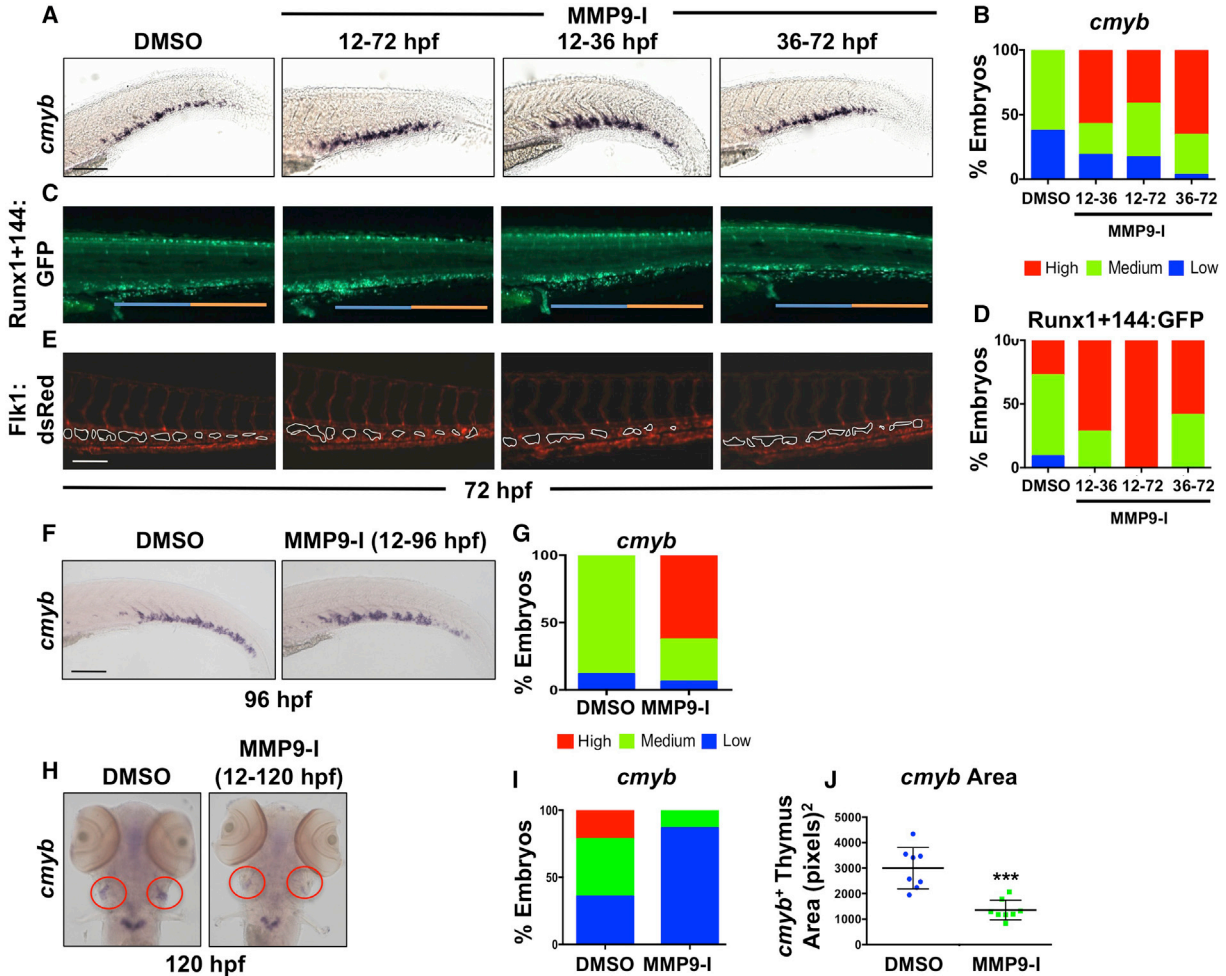 A
MMP9-I
DMSO
12-72 hpf
12-36 hpf
36-72 hpf
cmyb
B
cmyb
% Embryos
100
50
0
DMSO
12-36
12-72
36-72
MMP9-I
High
Medium
Low
C
Runx1+144:
GFP
D
Runx1+144:GFP
% Embryos
100
50
0
DMSO
12-36
12-72
36-72
MMP9-I
E
Flk1:
dsRed
72 hpf
F
DMSO
MMP9-I (12-96 hpf)
cmyb
96 hpf
G
cmyb
% Embryos
100
50
0
DMSO
MMP9-I
High
Medium
Low
H
DMSO
MMP9-I
(12-120 hpf)
cmyb
120 hpf
I
cmyb
% Embryos
100
50
0
DMSO
MMP9-I
J
cmyb Area
cmyb+ Thymus
Area (pixels)2
5000
4000
3000
2000
1000
0
***
DMSO
MMP9-I